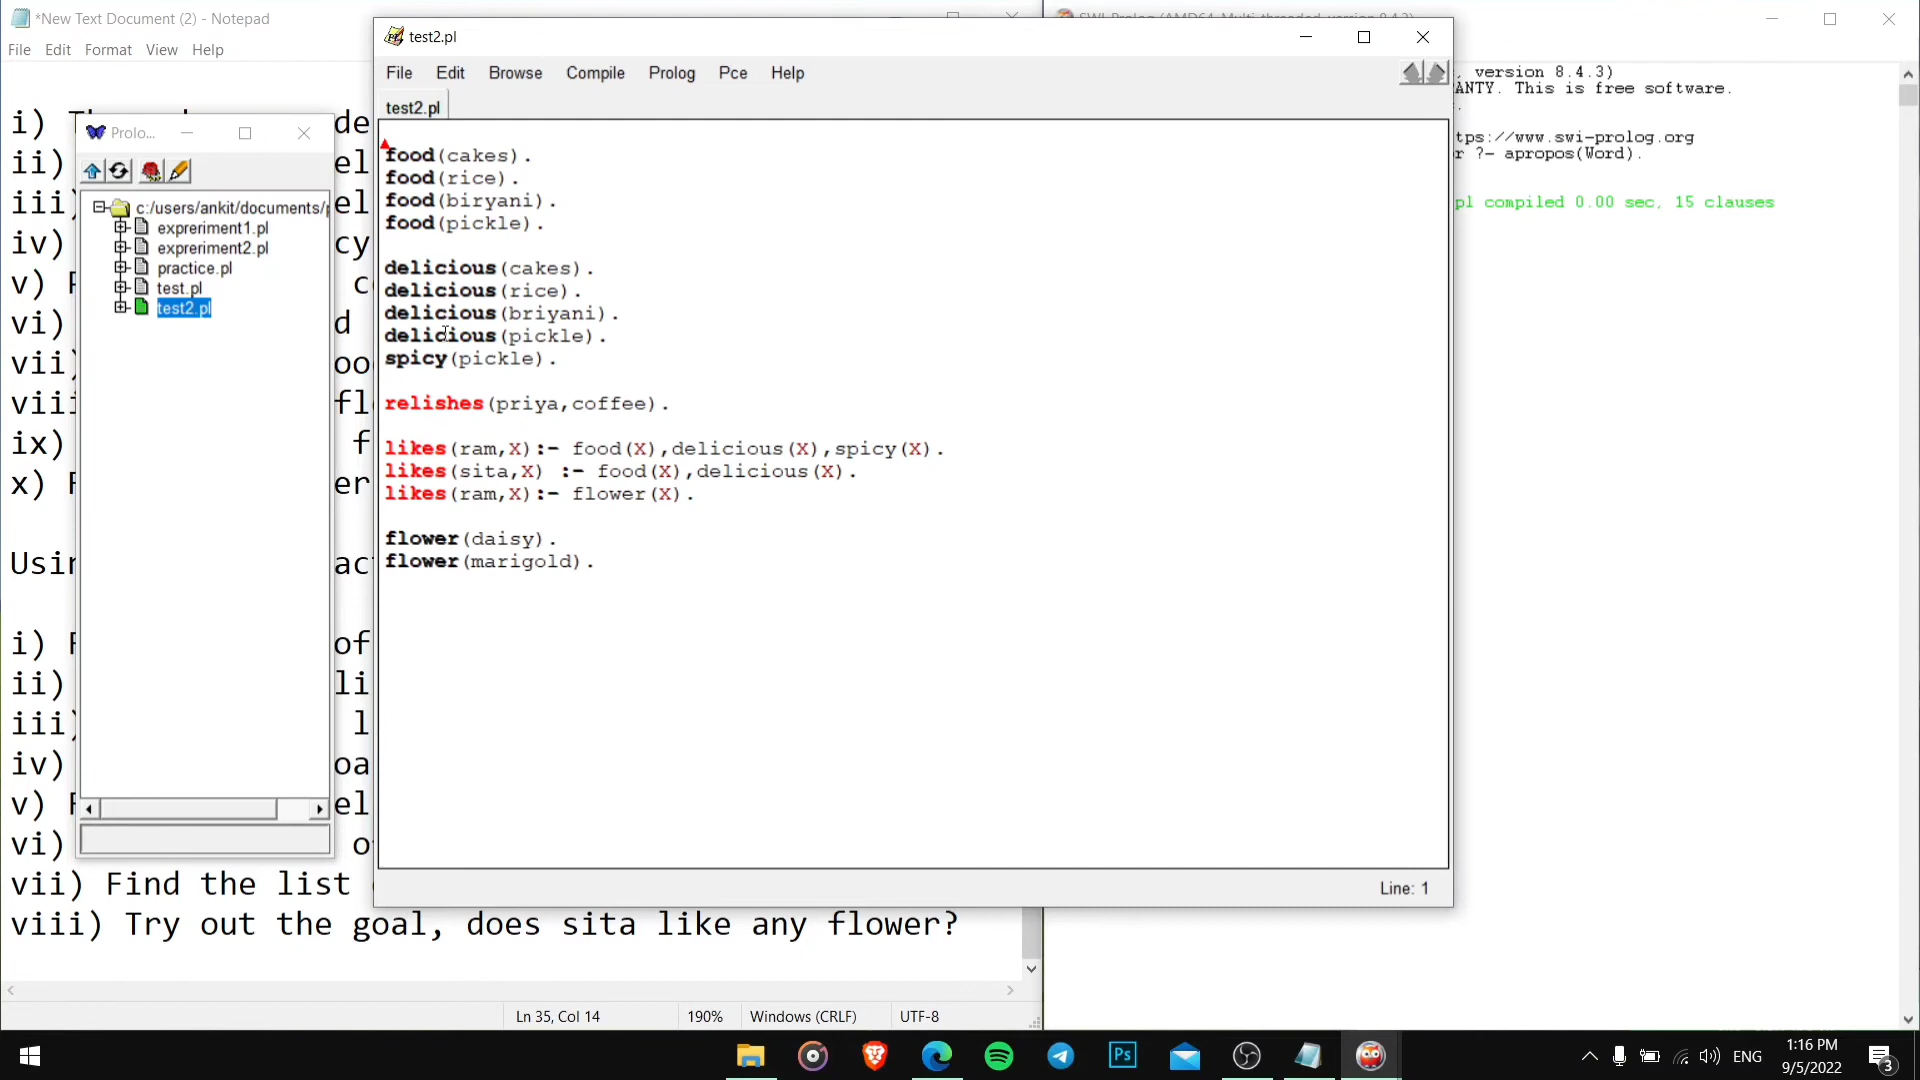 *New Text Document (2) - Notepad
File Edit Format View Help
i)
ii)
iii)
iv)
v)
vi)
vii)
viii
ix)
x)
i)
ii)
iii)
iv)
v)
vi)
vii) Find the list
viii) Try out the goal, does sita like any flower?
Ln 35, Col 14 190% Windows (CRLF) UTF-8
Prolo...
c:/users/ankit/documents/p
expreriment1.pl
expreriment2.pl
practice.pl
test.pl
test2.pl
test2.pl
File Edit Browse Compile Prolog Pce Help
test2.pl
food(cakes).
food(rice).
food(biryani).
food(pickle).
delicious(cakes).
delicious(rice).
delicious(briyani).
delicious(pickle).
spicy(pickle).
relishes(priya,coffee).
likes(ram,X):- food(X),delicious(X),spicy(X).
likes(sita,X) :- food(X),delicious(X).
likes(ram,X):- flower(X).
flower(daisy).
flower(marigold).
Line: 1
, version 8.4.3)
ANTY. This is free software.
tps://www.swi-prolog.org
r ?- apropos(Word).
pl compiled 0.00 sec, 15 clauses
Ps
ENG
1:16 PM
9/5/2022
3